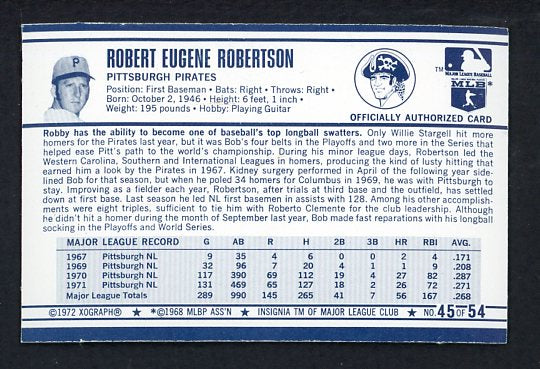 ROBERT EUGENE ROBERTSON
PITTSBURGH PIRATES
Position: First Baseman • Bats: Right • Throws: Right •
Born: October 2, 1946 • Height: 6 feet, 1 inch •
Weight: 195 pounds • Hobby: Playing Guitar
P
P
TM
MAJOR LEAGUE BASEBALL
MLB*
OFFICIALLY AUTHORIZED CARD
Robby has the ability to become one of baseball's top longball swatters. Only Willie Stargell hit more
homers for the Pirates last year, but it was Bob's four belts in the Playoffs and two more in the Series that
helped ease Pitt's path to the world's championship. During his minor league days, Robertson led the
Western Carolina, Southern and International Leagues in homers, producing the kind of lusty hitting that
earned him a look by the Pirates in 1967. Kidney surgery performed in April of the following year side-
lined Bob for that season, but when he poled 34 homers for Columbus in 1969, he was with Pittsburgh to
stay. Improving as a fielder each year, Robertson, after trials at third base and the outfield, has settled
down at first base. Last season he led NL first basemen in assists with 128. Among his other accomplish-
ments were eight triples, sufficient to tie him with Roberto Clemente for the club leadership. Although
he didn't hit a homer during the month of September last year, Bob made fast reparations with his longball
socking in the Playoffs and World Series.
MAJOR LEAGUE RECORD G AB R H 2B 3B HR RBI AVG.
1967 Pittsburgh NL 9 35 4 6 0 0 2 4 .171
1969 Pittsburgh NL 32 96 7 20 4 1 1 9 .208
1970 Pittsburgh NL 117 390 69 112 19 4 27 82 .287
1971 Pittsburgh NL 131 469 65 127 18 2 26 72 .271
Major League Totals 289 990 145 265 41 7 56 167 .268
©1972 XOGRAPH® ★ ©1968 MLBP ASS'N ★ INSIGNIA TM OF MAJOR LEAGUE CLUB ★ NO. 45 OF 54